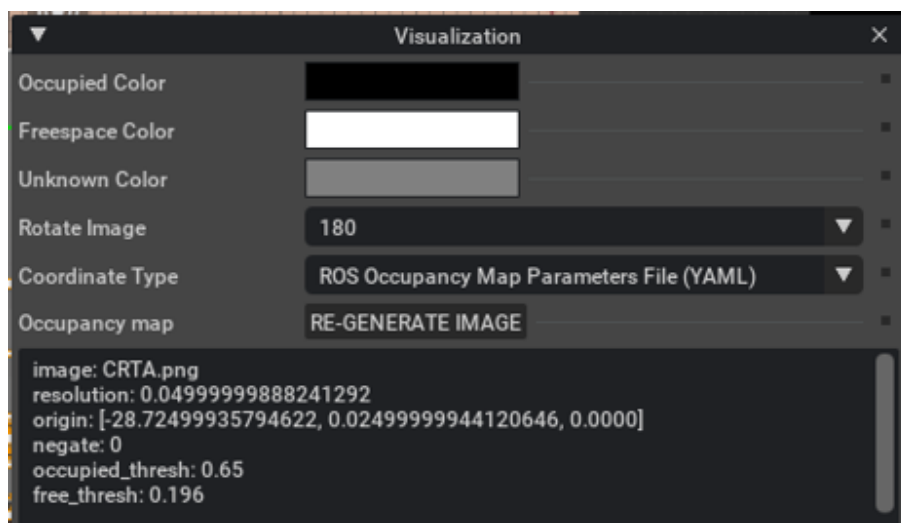 Visualization
Occupied Color
Freespace Color
Unknown Color
Rotate Image 180
Coordinate Type ROS Occupancy Map Parameters File (YAML)
Occupancy map RE-GENERATE IMAGE
image: CRTA.png
resolution: 0.04999999888241292
origin: [-28.72499935794622, 0.02499999944120646, 0.0000]
negate: 0
occupied_thresh: 0.65
free_thresh: 0.196